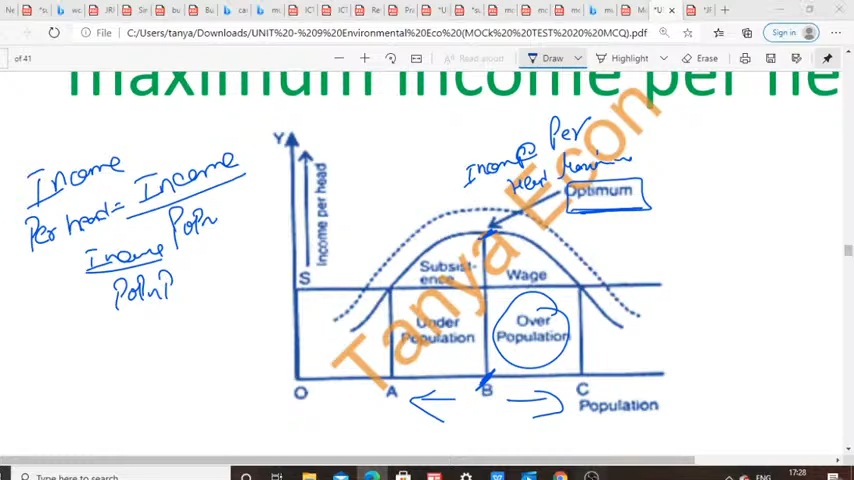 File
C:/Users/tanya/Downloads/UNIT%20-%209%20Environmental%20Eco%20(MOCk%20TEST%2020%20MCQ).pdf
Sign in
of 41
Read aloud
Draw
Highlight
Erase
maximum income per he
Income
Per head = Income
Popn
Income
Popn
Per
Income
Head
Optimum
Y
Income per head
S
Subsist-
ence
Wage
Under
Population
Over
Population
O
A
B
C
Population
Tanya Econ
Type here to search
ENG
17:28